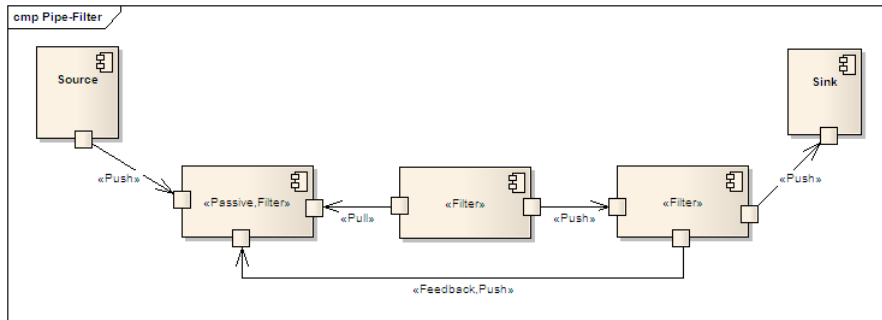 cmp Pipe-Filter
Source
Sink
«Push»
«Push»
«Passive,Filter»
«Filter»
«Filter»
«Pull»
«Push»
«Feedback,Push»